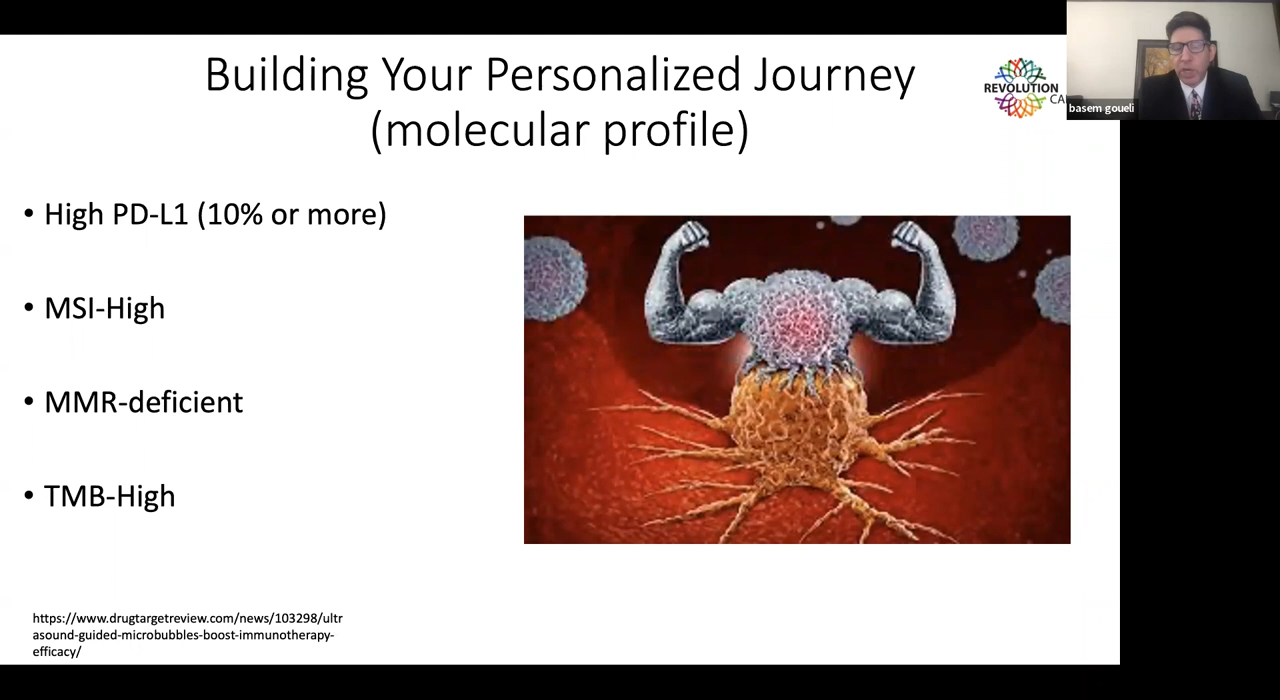 Building Your Personalized Journey
(molecular profile)
REVOLUTION
CA
basem goueli
• High PD-L1 (10% or more)
• MSI-High
• MMR-deficient
• TMB-High
https://www.drugtargetreview.com/news/103298/ultr
asound-guided-microbubbles-boost-immunotherapy-
efficacy/